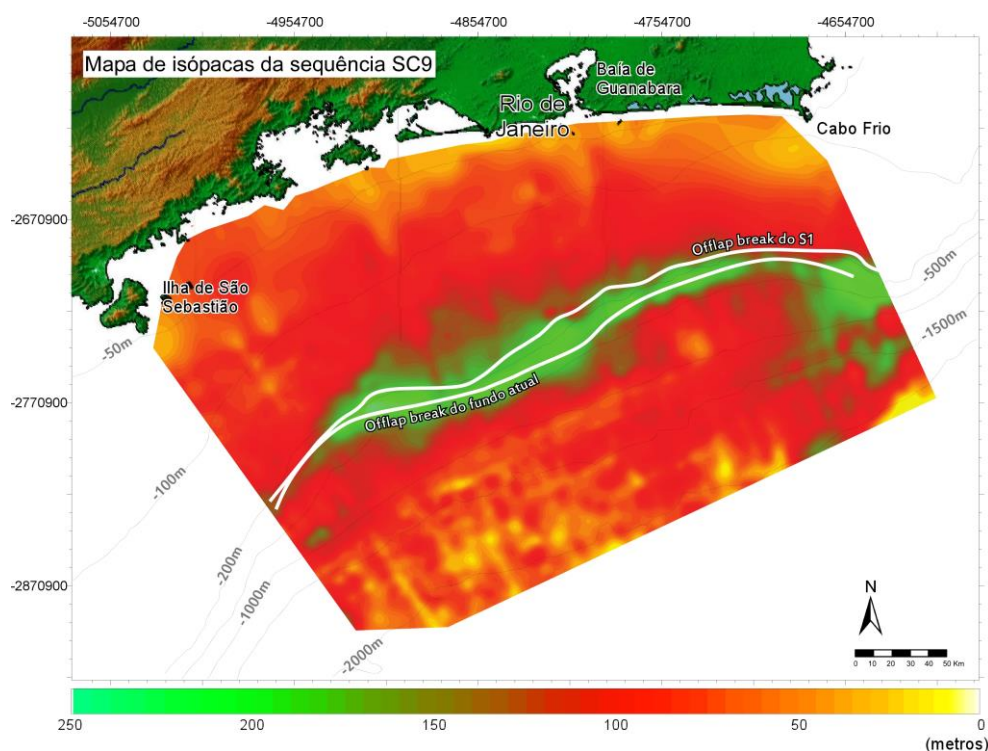 -5054700 -4954700 -4854700 -4754700 -4654700
Mapa de isópacas da sequência SC9
Baía de
Guanabara
Rio de
Janeiro
Cabo Frio
-2670900
Offlap break do S1
-500m
Ilha de São
Sebastião
-1500m
-50m
-2770900
Offlap break do fundo atual
-100m
-200m
-2870900
-1000m
N
-2000m
0 10 20 30 40 50 Km
250 200 150 100 50 0
(metros)